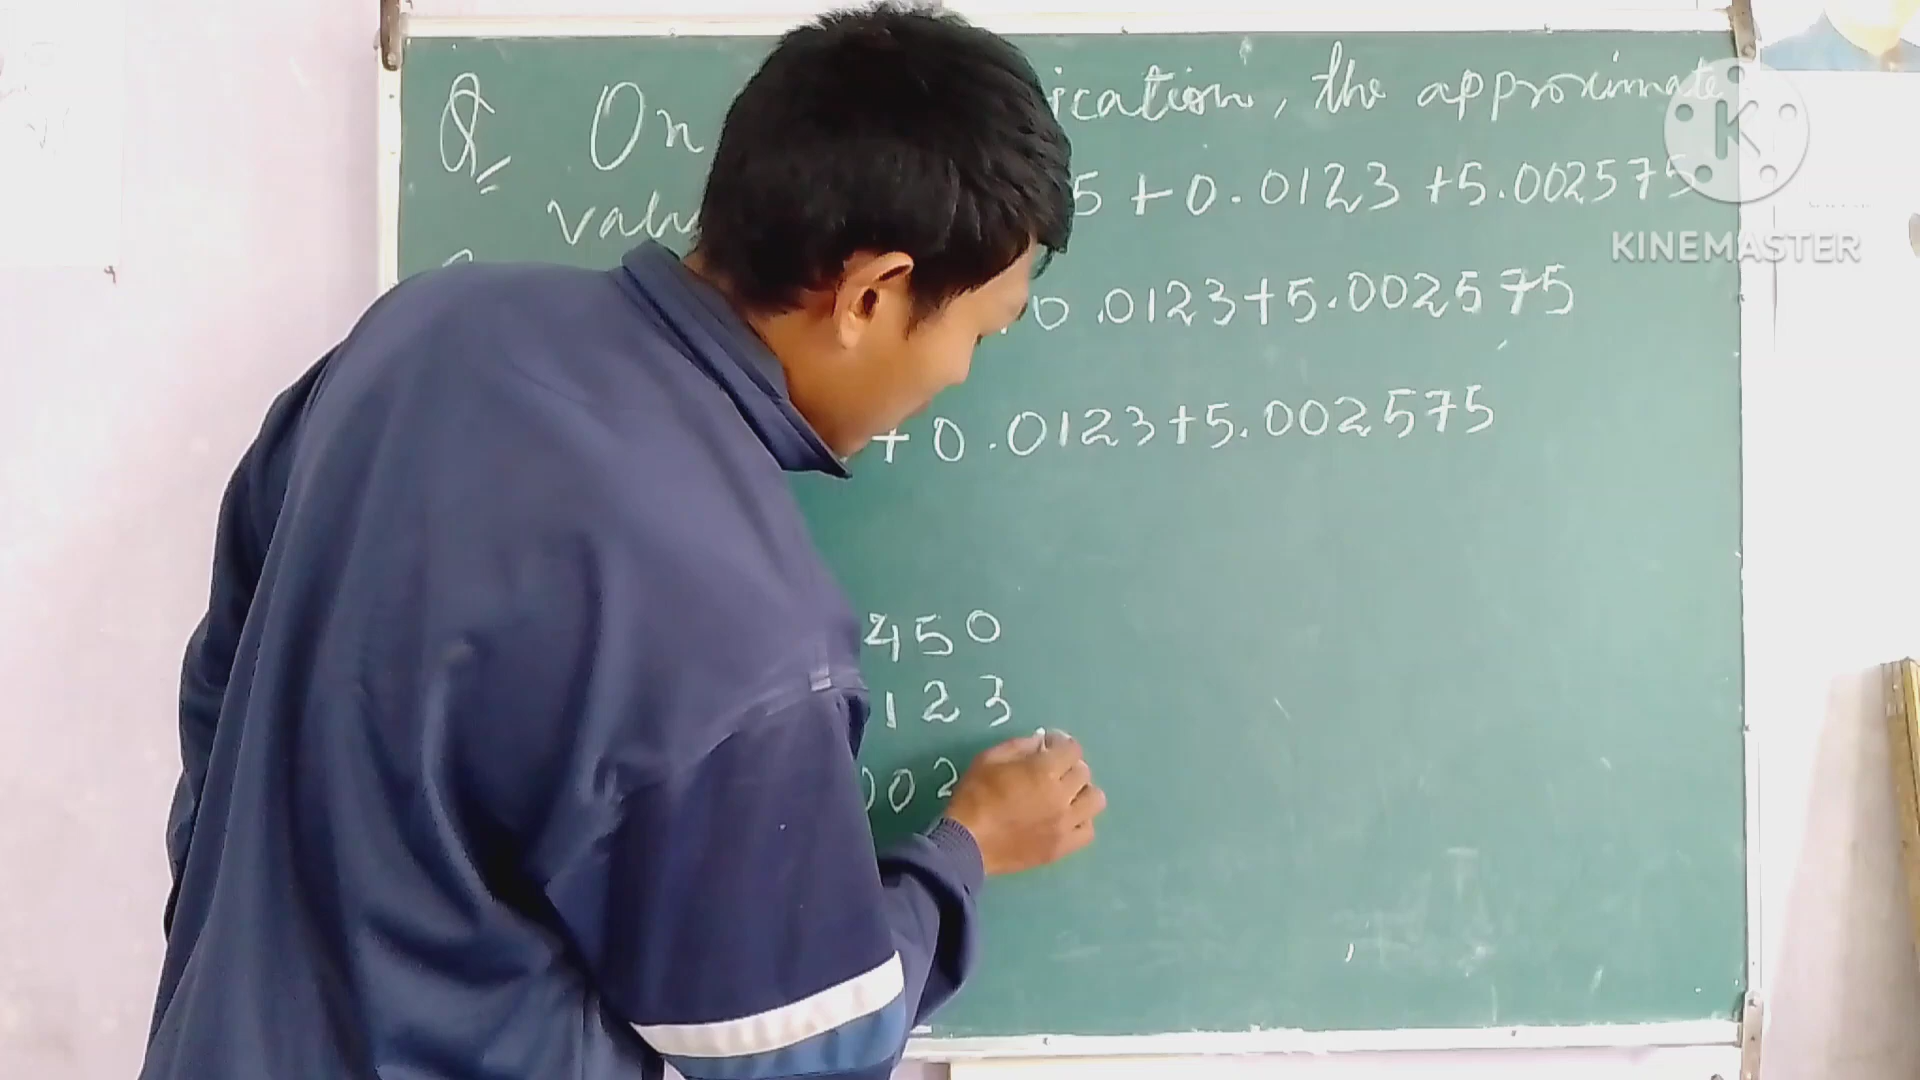 Q On ication, the approximate
valu 5 + 0.0123 + 5.002575
0.0123 + 5.002575
+ 0.0123 + 5.002575
450
123
002
K
KINEMASTER